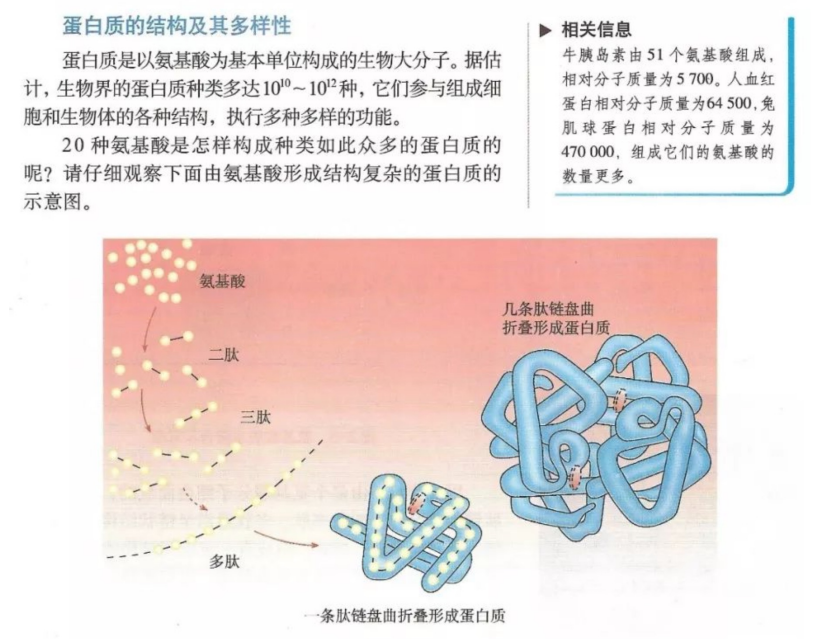 蛋白质的结构及其多样性
蛋白质是以氨基酸为基本单位构成的生物大分子。据估
计，生物界的蛋白质种类多达10¹⁰～10¹²种，它们参与组成细
胞和生物体的各种结构，执行多种多样的功能。
20种氨基酸是怎样构成种类如此众多的蛋白质的
呢？请仔细观察下面由氨基酸形成结构复杂的蛋白质的
示意图。
▶ 相关信息
牛胰岛素由51个氨基酸组成，
相对分子质量为5 700。人血红
蛋白相对分子质量为64 500，兔
肌球蛋白相对分子质量为
470 000，组成它们的氨基酸的
数量更多。
氨基酸
二肽
三肽
多肽
几条肽链盘曲
折叠形成蛋白质
一条肽链盘曲折叠形成蛋白质